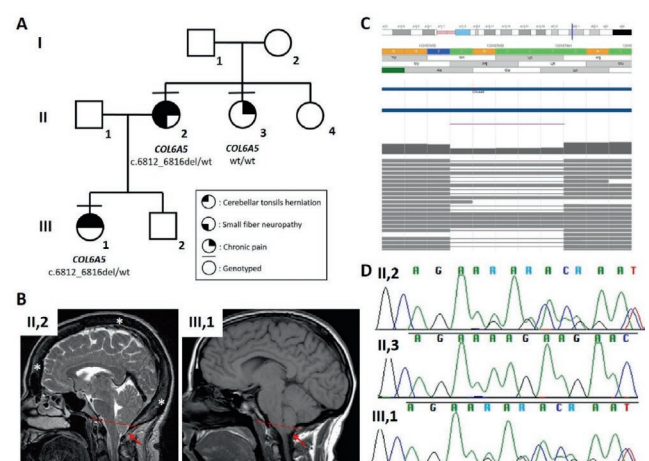 A
I
1
2
II
1
2
3
4
COL6A5
c.6812_6816del/wt
COL6A5
wt/wt
: Cerebellar tonsils herniation
: Small fiber neuropathy
: Chronic pain
: Genotyped
III
1
2
COL6A5
c.6812_6816del/wt
B
II,2
*
*
*
III,1
C
D
II,2
A G A A A A A C A A A T
II,3
A G A A A A G A A G A A C
III,1
A G A A A A A C A A A T